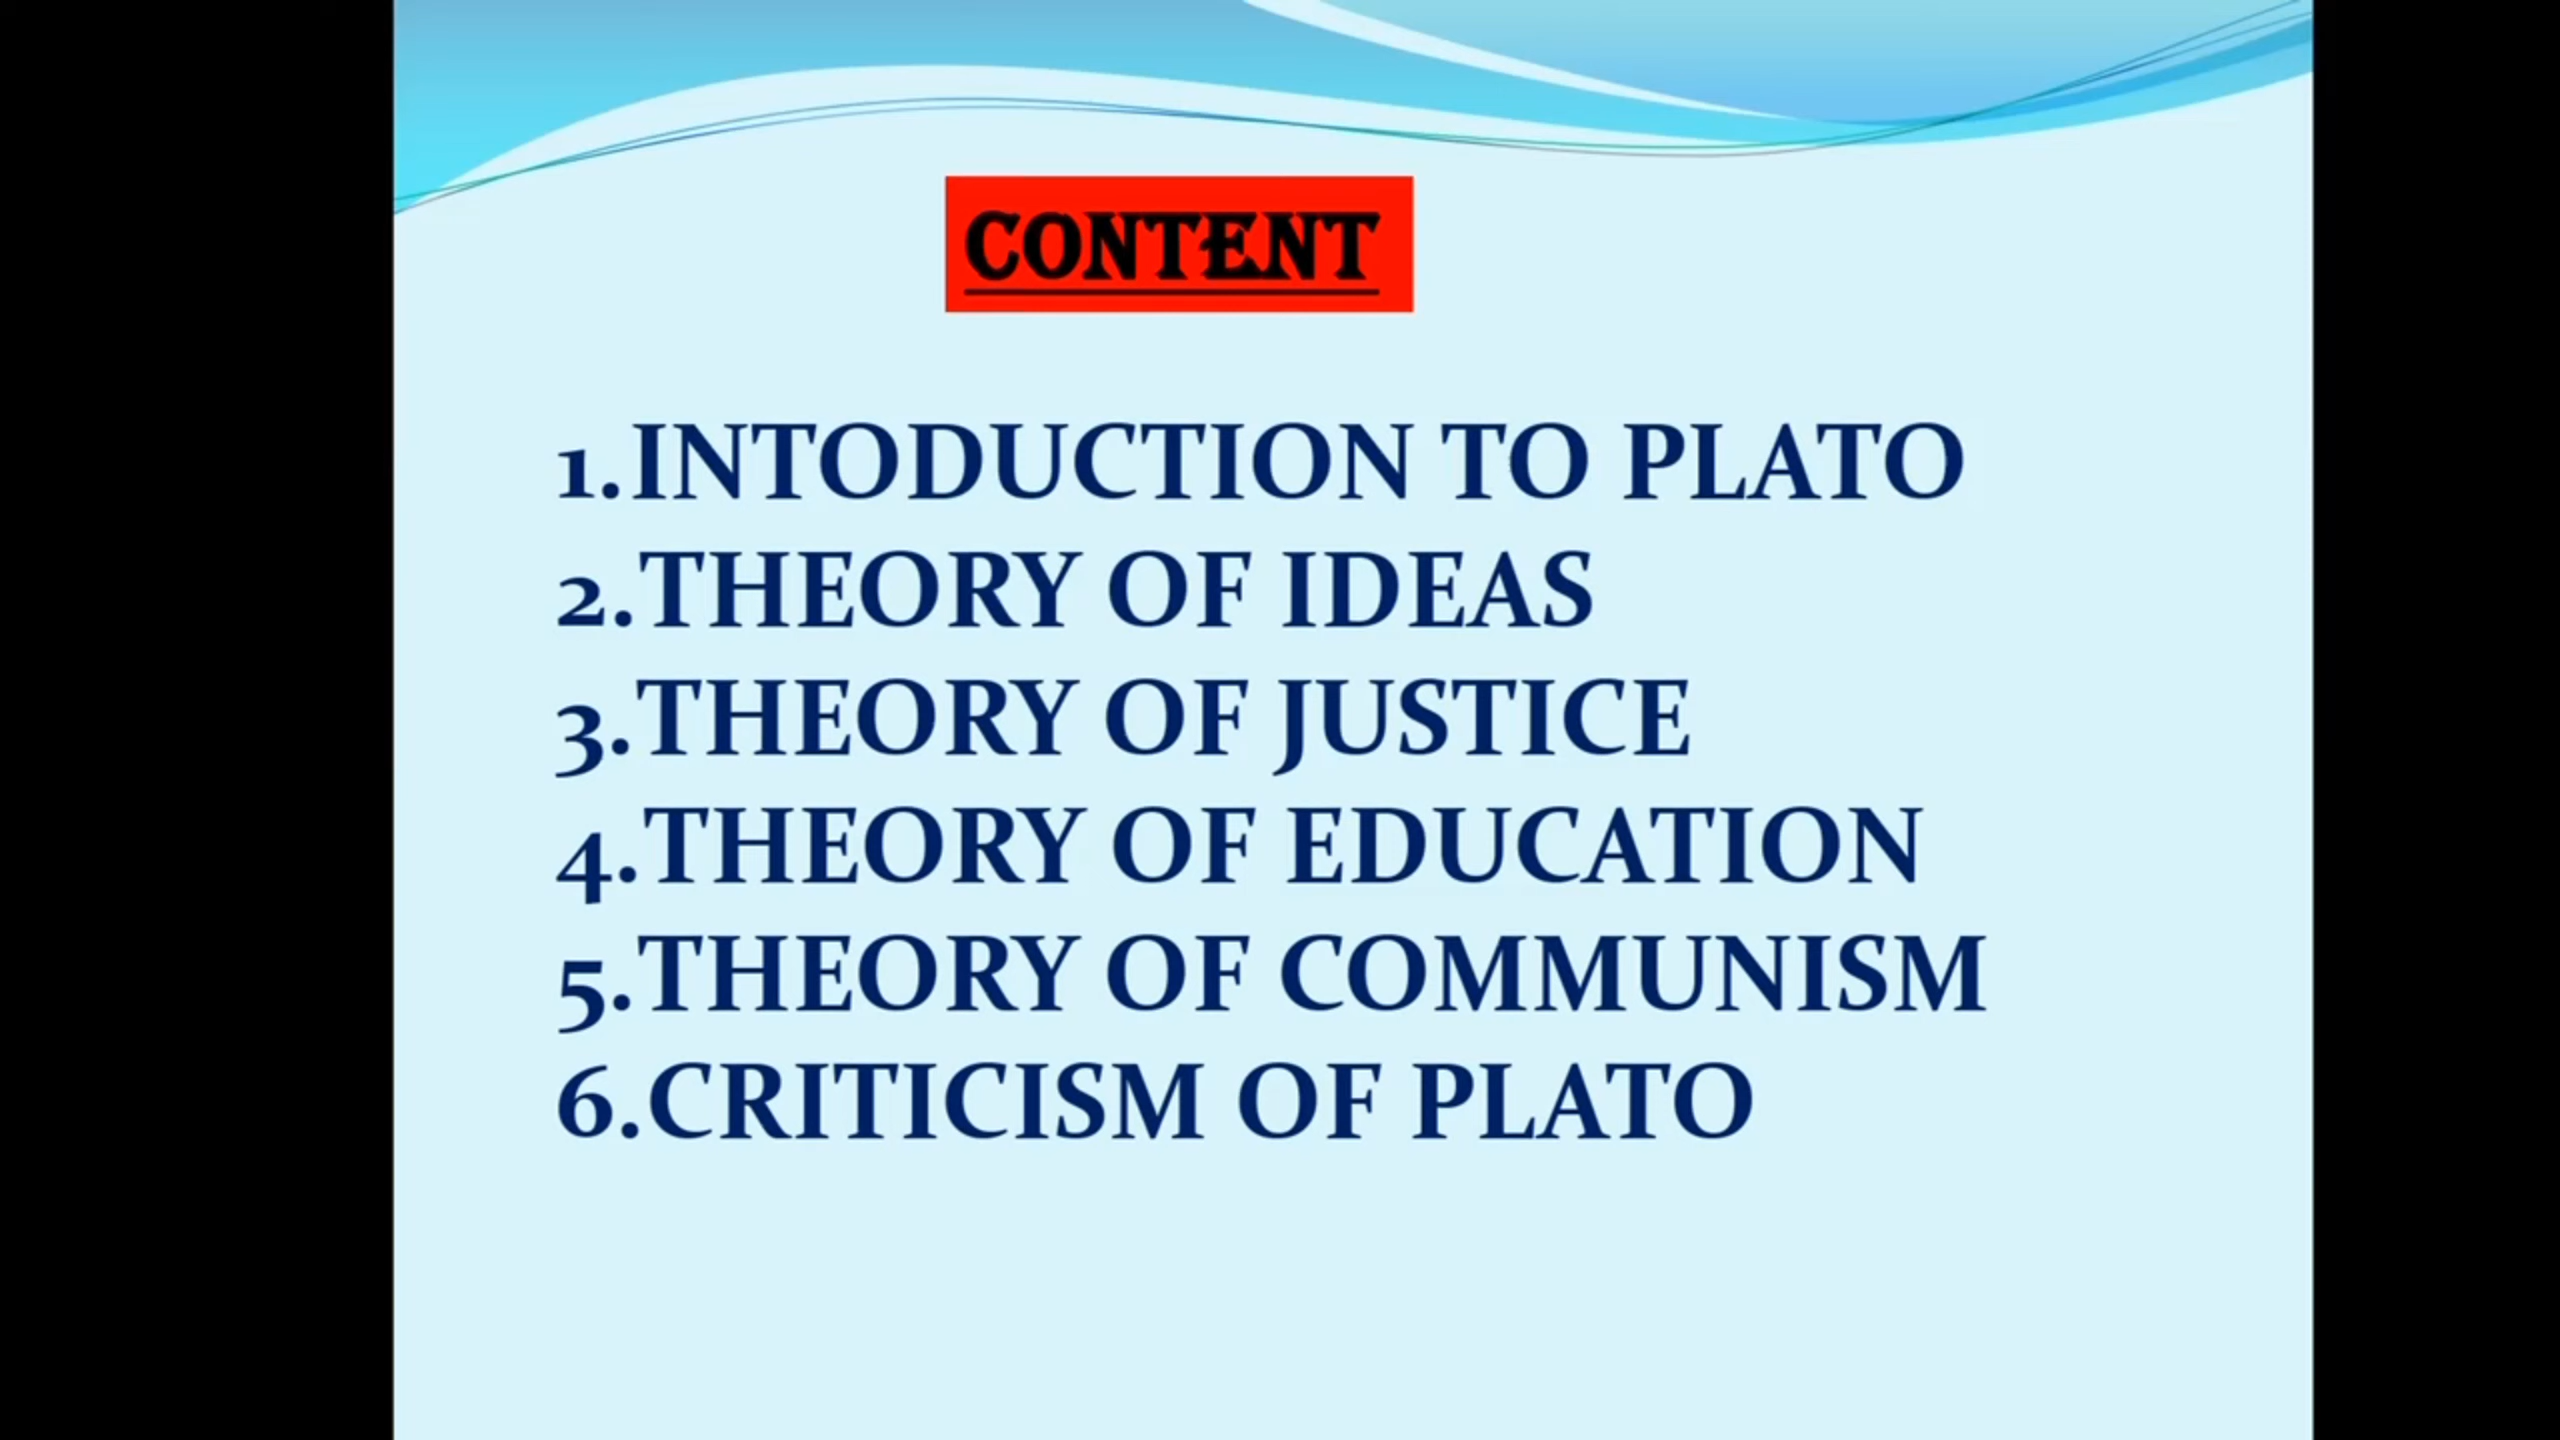 CONTENT
1.INTODUCTION TO PLATO
2.THEORY OF IDEAS
3.THEORY OF JUSTICE
4.THEORY OF EDUCATION
5.THEORY OF COMMUNISM
6.CRITICISM OF PLATO